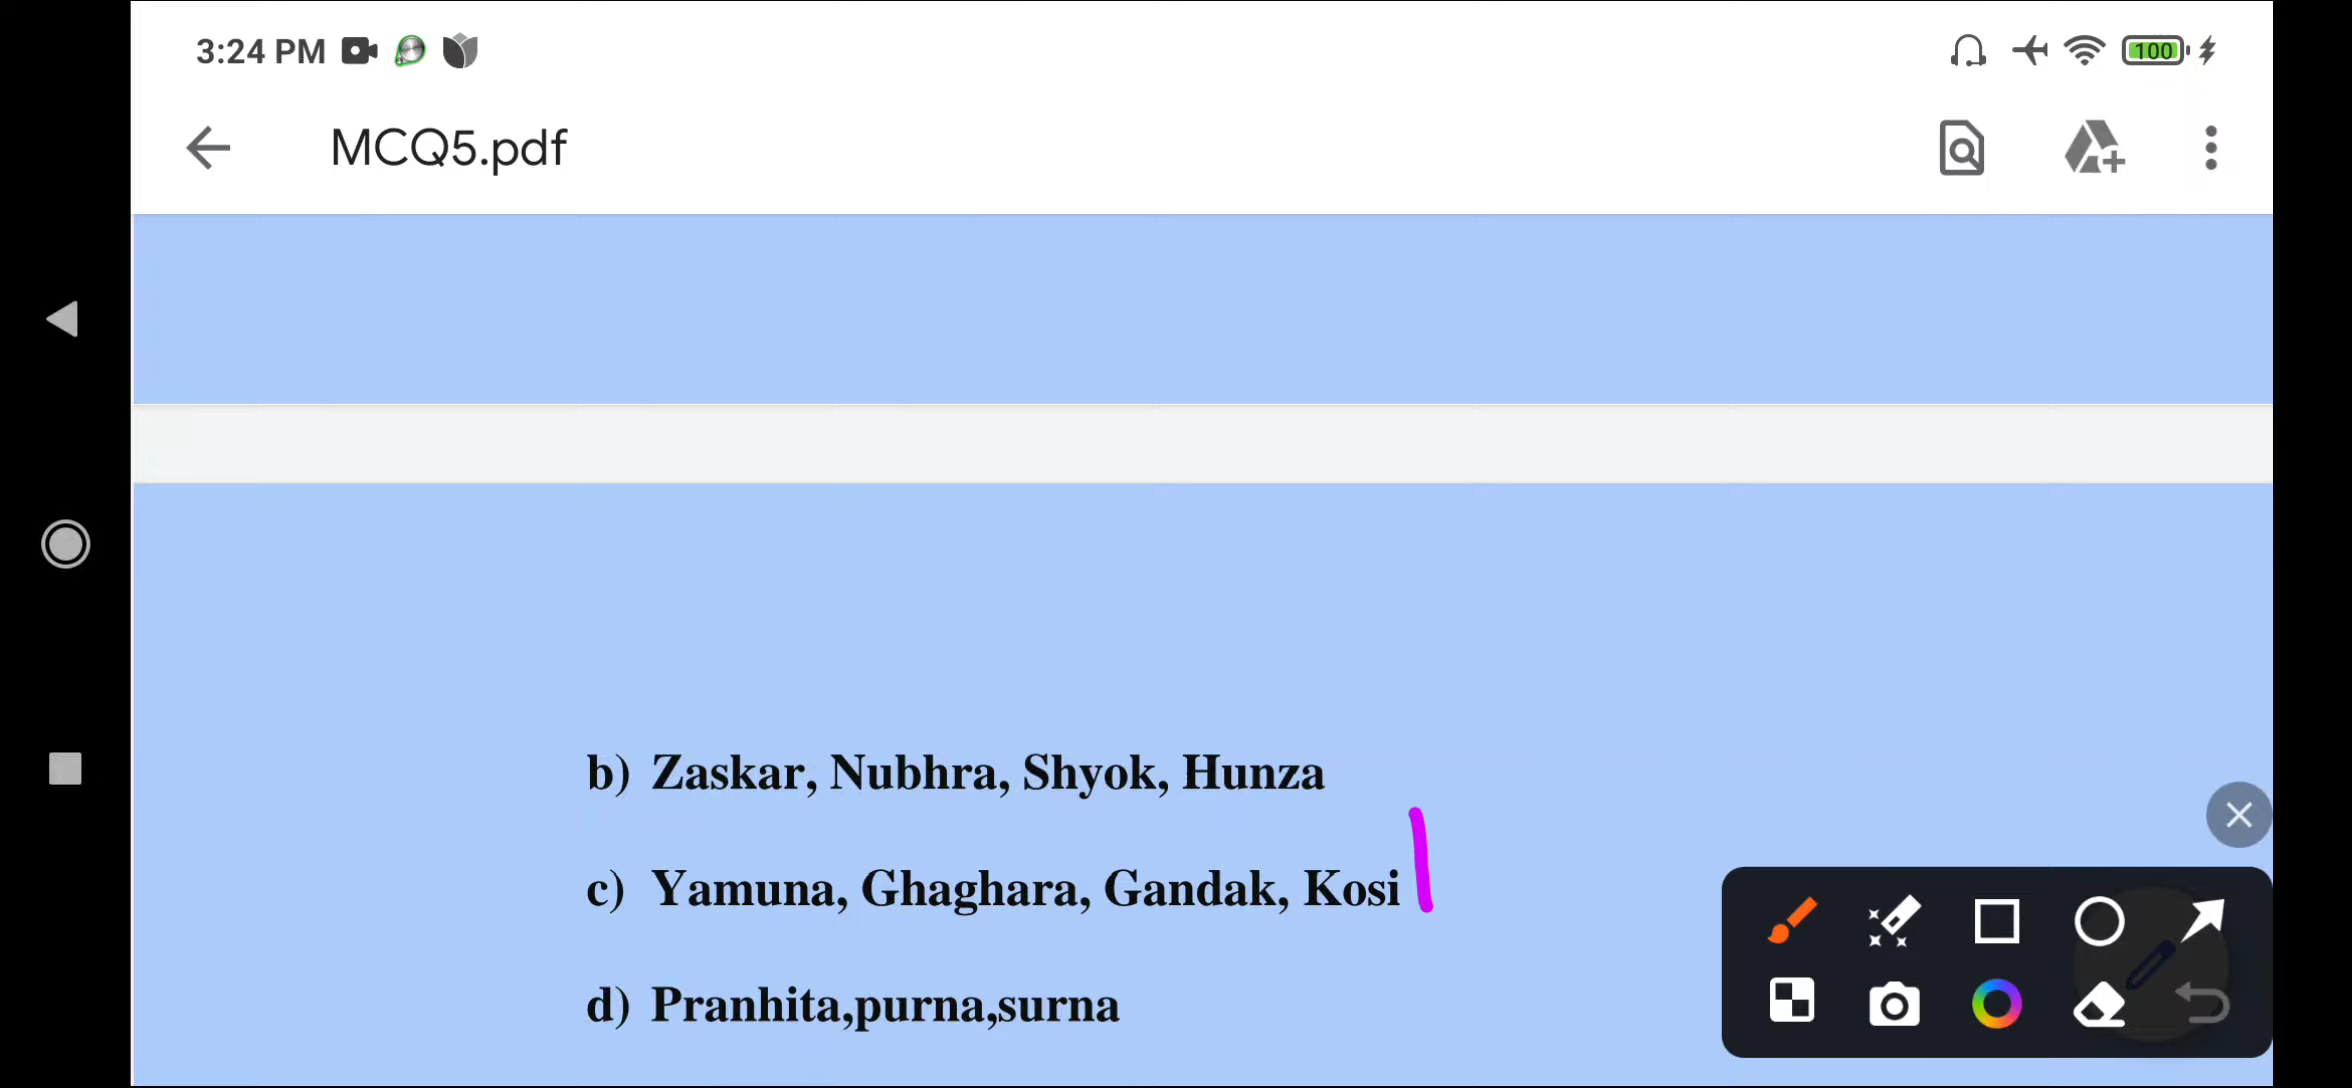 3:24 PM
100
MCQ5.pdf
b) Zaskar, Nubhra, Shyok, Hunza
c) Yamuna, Ghaghara, Gandak, Kosi
d) Pranhita,purna,surna